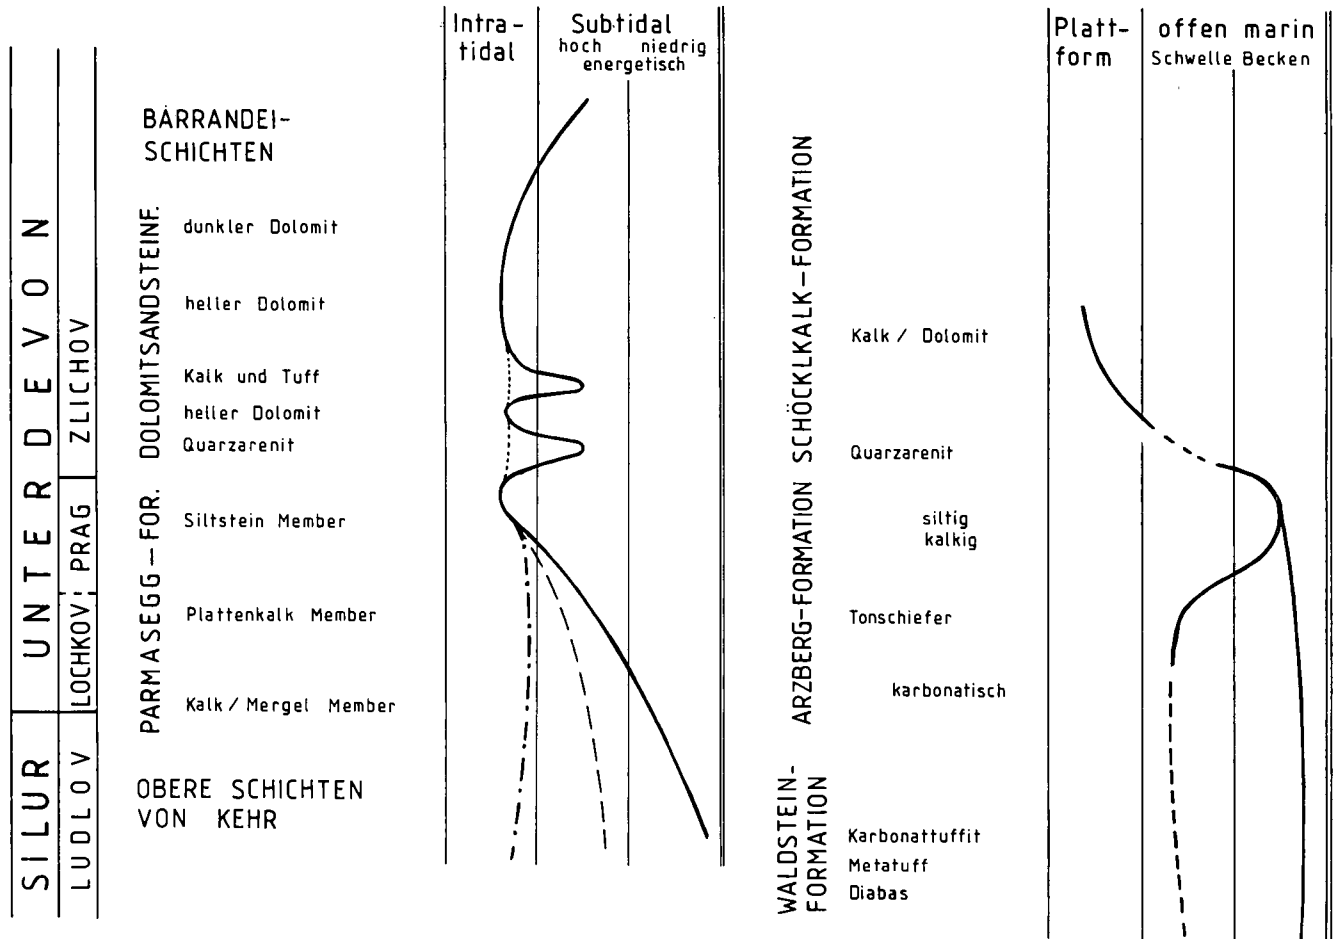 Intra-
tidal
Subtidal
hoch niedrig
energetisch
Platt-
form
offen marin
Schwelle Becken
UNTERDEVON
SILUR
ZLICHOV
PRAG
LOCHKOV
LUDLOV
BARRANDEI-
SCHICHTEN
DOLOMITSANDSTEINF.
dunkler Dolomit
heller Dolomit
Kalk und Tuff
heller Dolomit
Quarzarenit
PARMASEGG-FOR.
Siltstein Member
Plattenkalk Member
Kalk/Mergel Member
OBERE SCHICHTEN
VON KEHR
SCHÖCKLKALK-FORMATION
Kalk / Dolomit
ARZBERG-FORMATION
Quarzarenit
siltig
kalkig
Tonschiefer
karbonatisch
WALDSTEIN-
FORMATION
Karbonattuffit
Metatuff
Diabas